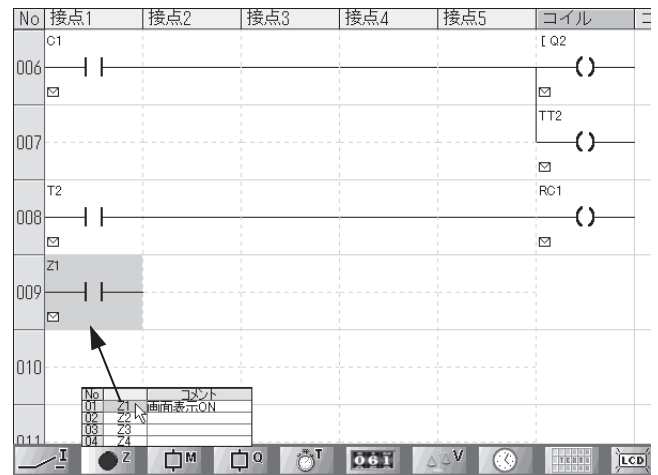 No 接点1 接点2 接点3 接点4 接点5 コイル
C1 [ Q2
006
TT2
007
T2 RC1
008
Z1
009
010
No コメント
01 Z1 画面表示ON
02 Z2
03 Z3
04 Z4
011
I Z M Q T 061 V TEXT LCD